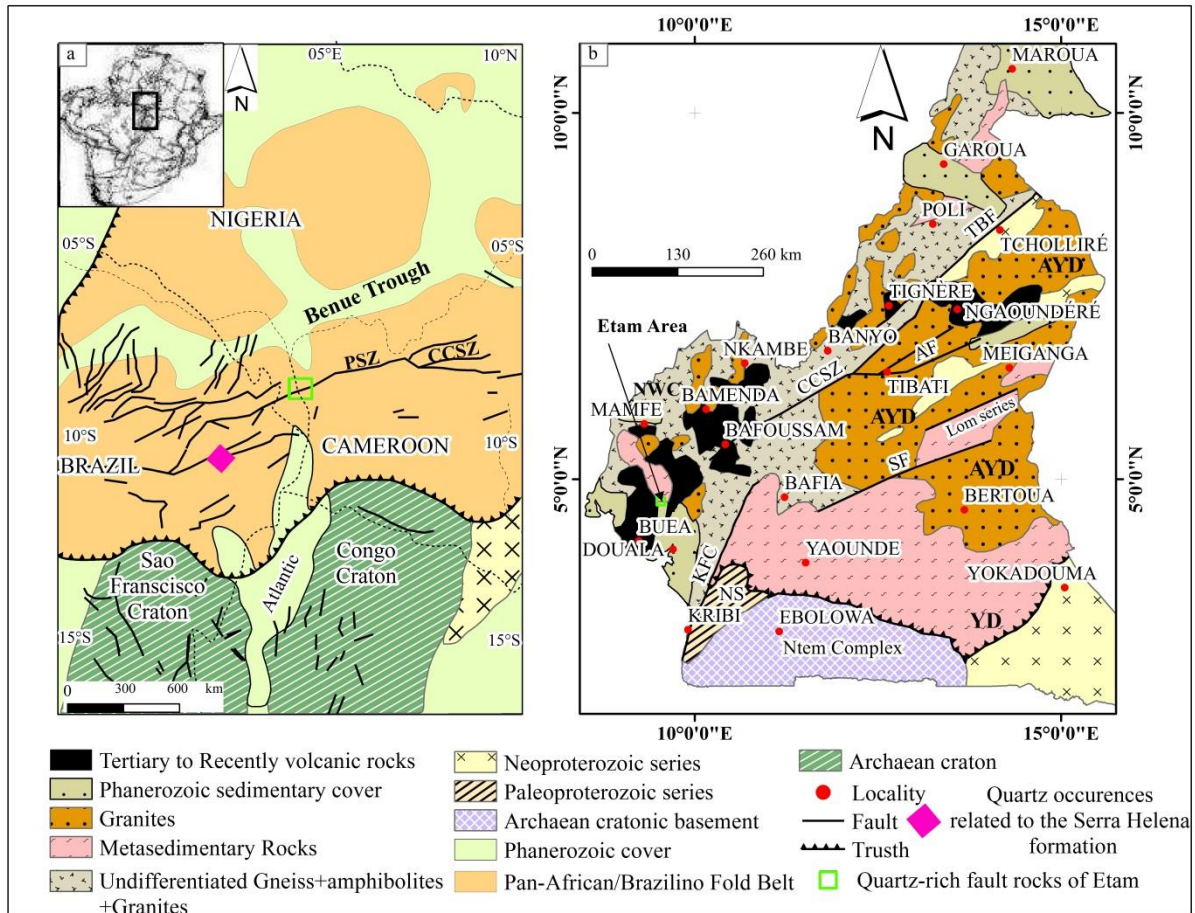 a
05°E
10°N
N
NIGERIA
05°S
05°S
Benue Trough
PSZ
CCSZ
10°S
10°S
BRAZIL
CAMEROON
Sao
Franscisco
Craton
Atlantic
Congo
Craton
15°S
15°S
0
300
600
km
10°0'0"E
15°0'0"E
b
N
MAROUA
10°0'0"N
10°0'0"N
GAROUA
POLI
TBF
TCHOLLIRÉ
0
130
260 km
AYD
TIGNÈRE
NGAOUNDÉRÉ
Etam Area
BANYO
AF
NKAMBE
CCSZ
MEIGANGA
NWC
TIBATI
BAMENDA
MAMFE
AYD
Lom series
BAFOUSSAM
SF
AYD
5°0'0"N
5°0'0"N
BAFIA
BERTOUA
BUEA
DOUALA
KFC
YAOUNDE
YOKADOUMA
NS
KRIBI
EBOLOWA
YD
Ntem Complex
10°0'0"E
15°0'0"E
Tertiary to Recently volcanic rocks
Phanerozoic sedimentary cover
Granites
Metasedimentary Rocks
Undifferentiated Gneiss+amphibolites
+Granites
Neoproterozoic series
Paleoproterozoic series
Archaean cratonic basement
Phanerozoic cover
Pan-African/Brazilino Fold Belt
Archaean craton
Locality
Fault
Trusth
Quartz occurences
related to the Serra Helena
formation
Quartz-rich fault rocks of Etam